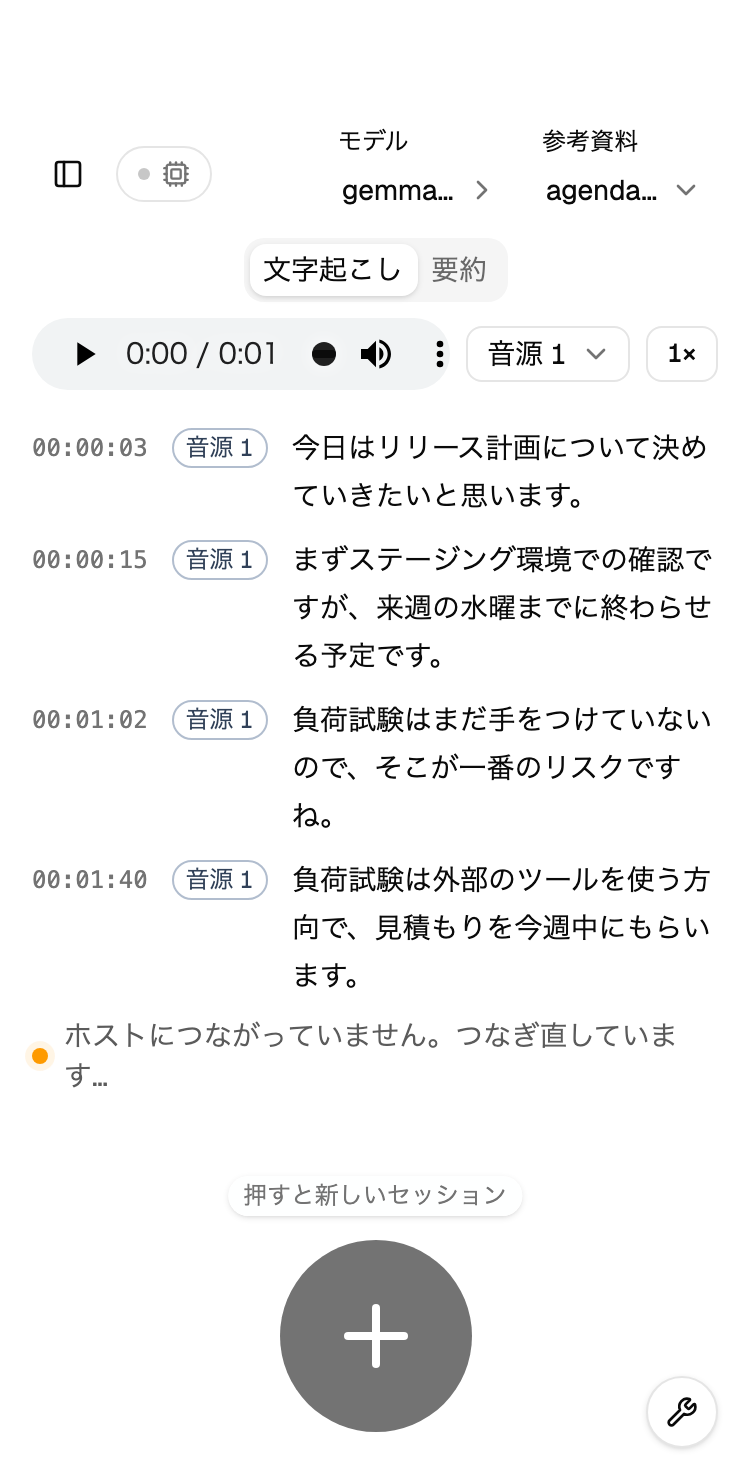 モデル
参考資料
gemma...
agenda...
文字起こし
要約
0:00 / 0:01
音源 1
1×
00:00:03
音源 1
今日はリリース計画について決め
ていきたいと思います。
00:00:15
音源 1
まずステージング環境での確認で
すが、来週の水曜までに終わらせ
る予定です。
00:01:02
音源 1
負荷試験はまだ手をつけていない
ので、そこが一番のリスクです
ね。
00:01:40
音源 1
負荷試験は外部のツールを使う方
向で、見積もりを今週中にもらい
ます。
ホストにつながっていません。つなぎ直していま
す...
押すと新しいセッション